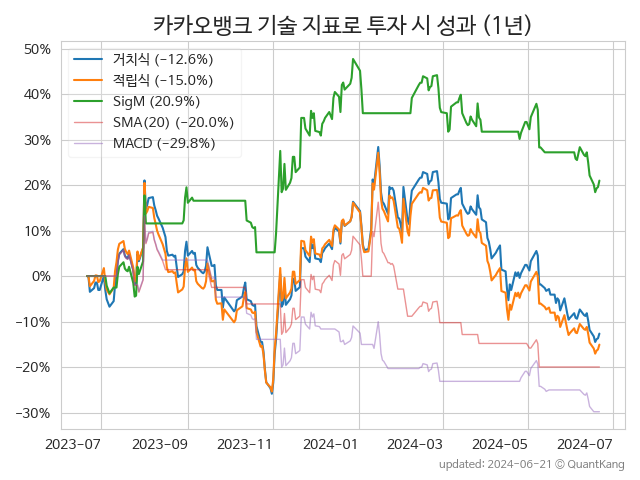 카카오뱅크 기술 지표로 투자 시 성과 (1년)
50%
40%
30%
20%
10%
0%
−10%
−20%
−30%
거치식 (−12.6%)
적립식 (−15.0%)
SigM (20.9%)
SMA(20) (−20.0%)
MACD (−29.8%)
2023-07 2023-09 2023-11 2024-01 2024-03 2024-05 2024-07
updated: 2024-06-21 © QuantKang